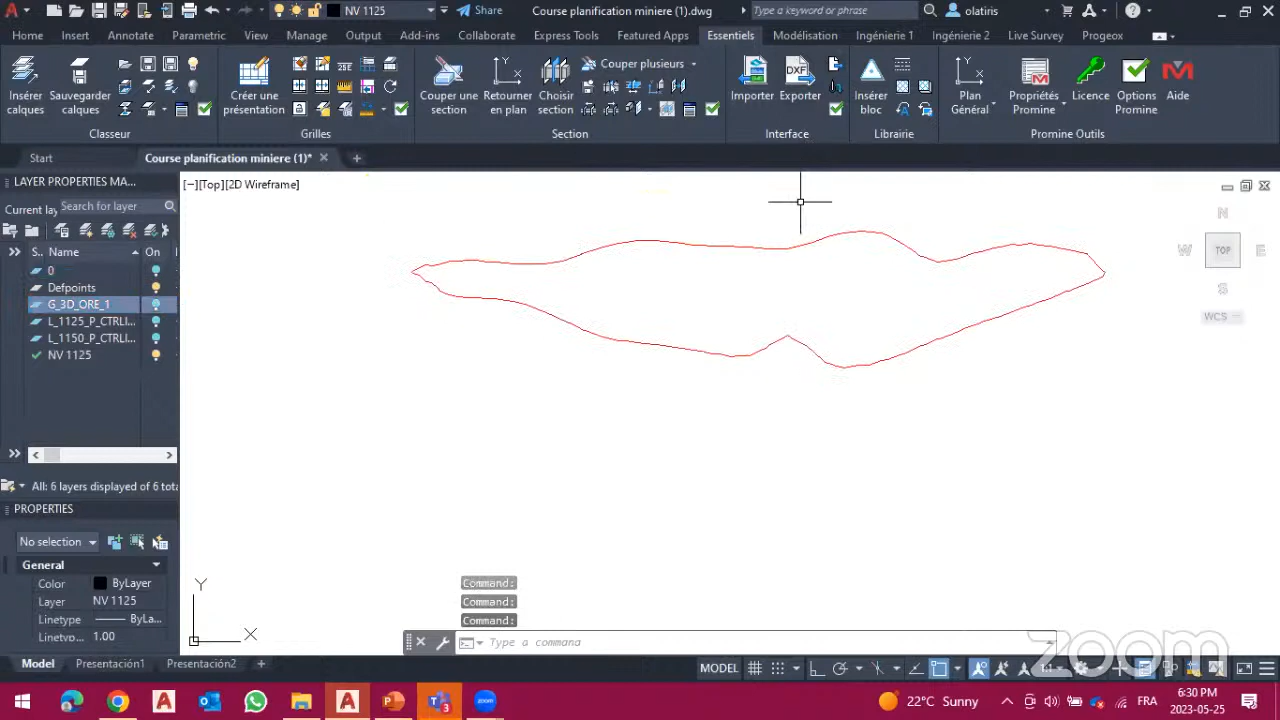 NV 1125
Share
Course planification miniere (1).dwg
Type a keyword or phrase
olatiris
Home
Insert
Annotate
Parametric
View
Manage
Output
Add-ins
Collaborate
Express Tools
Featured Apps
Essentiels
Modélisation
Ingénierie 1
Ingénierie 2
Live Survey
Progeox
Insérer calques
Sauvegarder calques
Classeur
Créer une présentation
Grilles
Couper une section
Retourner en plan
Choisir section
Couper plusieurs
Section
Importer
Exporter
Interface
Insérer bloc
Librairie
Plan Général
Propriétés Promine
Licence
Options Promine
Aide
Promine Outils
Start
Course planification miniere (1)*
LAYER PROPERTIES MA...
Current lay
Search for layer
S.. Name On
0
Defpoints
G_3D_ORE_1
L_1125_P_CTRLI...
L_1150_P_CTRLI...
NV 1125
All: 6 layers displayed of 6 tota
PROPERTIES
No selection
General
Color ByLayer
Layer NV 1125
Linetype ByLa...
Linetyp... 1.00
[−][Top][2D Wireframe]
N
W TOP E
S
WCS
Y
X
Command:
Command:
Command:
Type a command
Model
Presentación1
Presentación2
MODEL
1:1
zoom
22°C Sunny
FRA
6:30 PM
2023-05-25